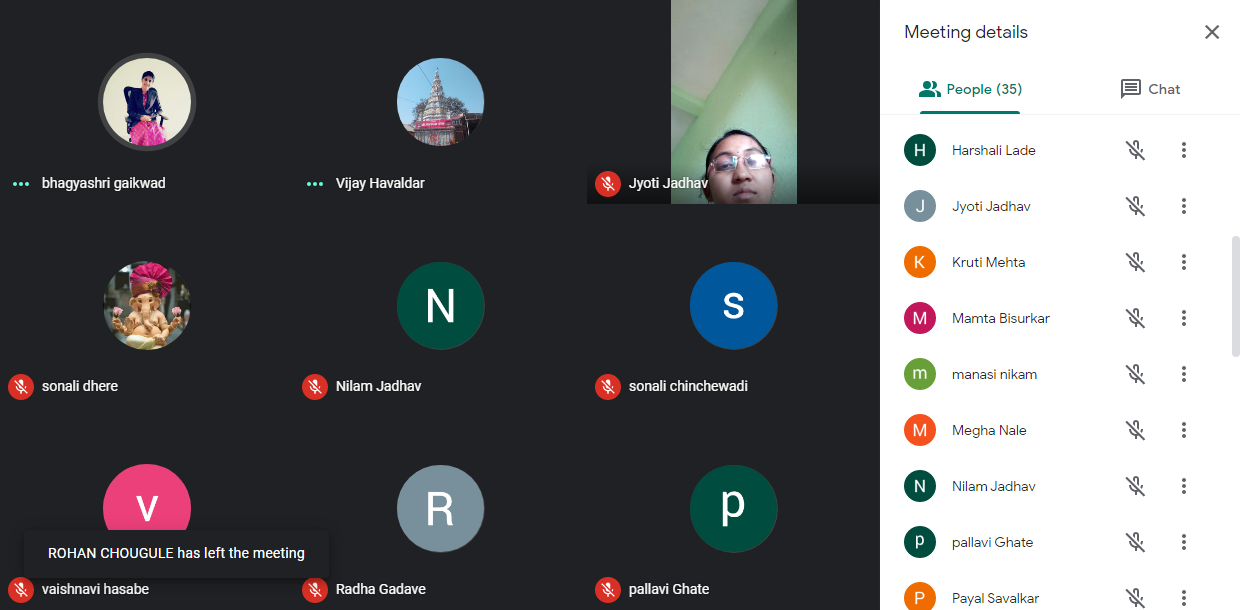 bhagyashri gaikwad
Vijay Havaldar
Jyoti Jadhav
sonali dhere
N
Nilam Jadhav
s
sonali chinchewadi
v
ROHAN CHOUGULE has left the meeting
vaishnavi hasabe
R
Radha Gadave
p
pallavi Ghate
Meeting details
People (35)
Chat
H Harshali Lade
J Jyoti Jadhav
K Kruti Mehta
M Mamta Bisurkar
m manasi nikam
M Megha Nale
N Nilam Jadhav
p pallavi Ghate
P Payal Savalkar